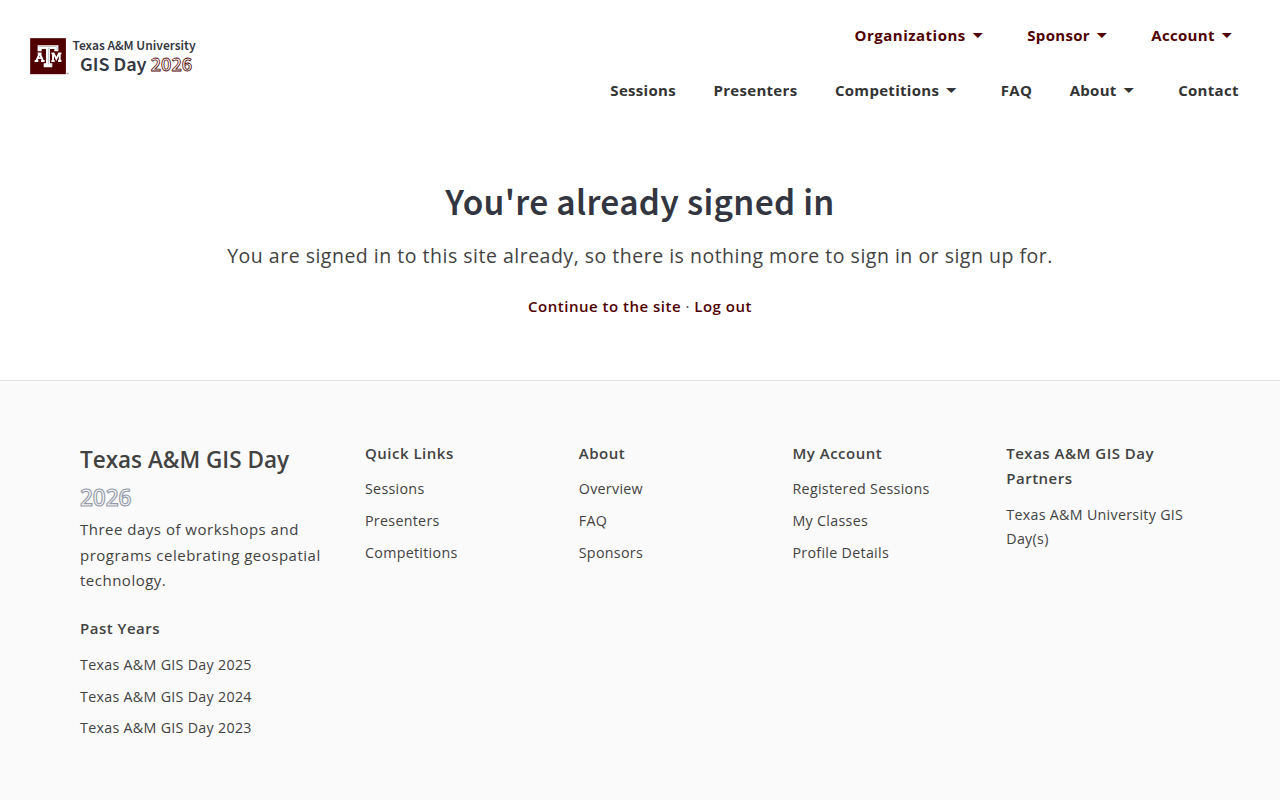 Texas A&M University
GIS Day 2026
Organizations
Sponsor
Account
Sessions
Presenters
Competitions
FAQ
About
Contact
You're already signed in
You are signed in to this site already, so there is nothing more to sign in or sign up for.
Continue to the site · Log out
Texas A&M GIS Day
2026
Three days of workshops and
programs celebrating geospatial
technology.
Past Years
Texas A&M GIS Day 2025
Texas A&M GIS Day 2024
Texas A&M GIS Day 2023
Quick Links
Sessions
Presenters
Competitions
About
Overview
FAQ
Sponsors
My Account
Registered Sessions
My Classes
Profile Details
Texas A&M GIS Day
Partners
Texas A&M University GIS
Day(s)